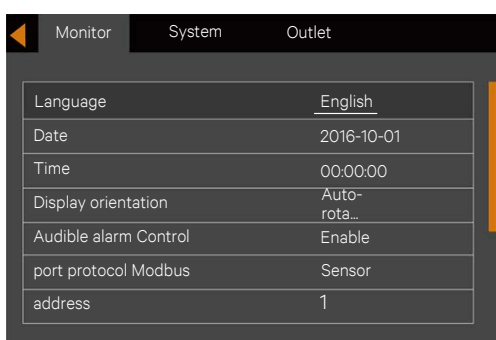 Monitor System Outlet
Language English
Date 2016-10-01
Time 00:00:00
Display orientation Auto-
rota...
Audible alarm Control Enable
port protocol Modbus Sensor
address 1